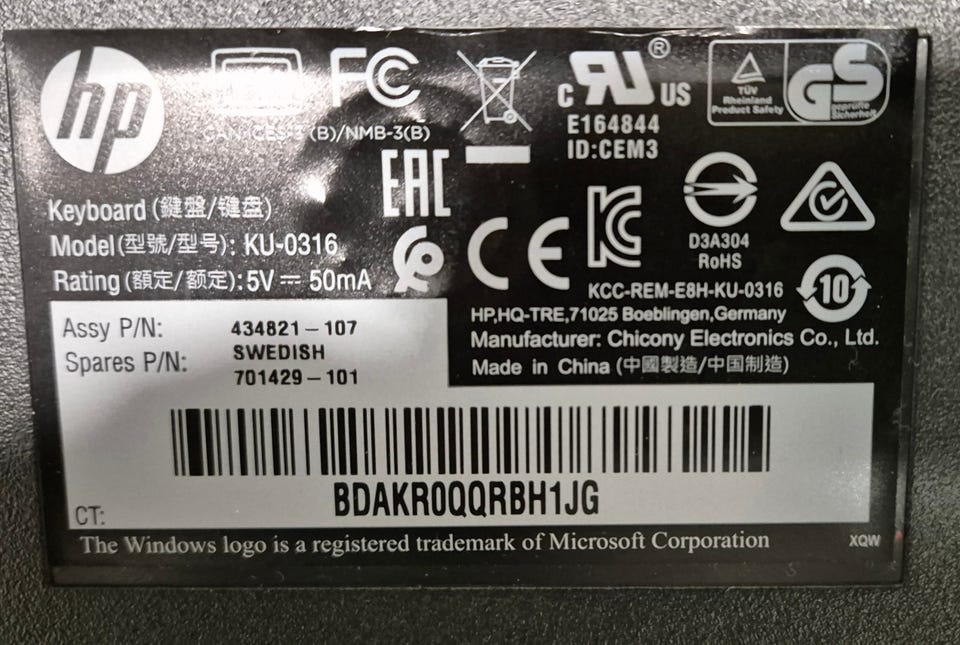 hp
FC
CAN ICES-3 (B)/NMB-3(B)
EAC
c RU ® US
E164844
ID:CEM3
TÜV
Rheinland
Product Safety
GS
geprüfte
Sicherheit
Keyboard (鍵盤/键盘)
Model(型號/型号): KU-0316
Rating (額定/额定):5V ⎓ 50mA
CE
D3A304
RoHS
10
KCC-REM-E8H-KU-0316
HP,HQ-TRE,71025 Boeblingen,Germany
Manufacturer: Chicony Electronics Co., Ltd.
Made in China (中國製造/中国制造)
Assy P/N: 434821-107
SWEDISH
Spares P/N: 701429-101
BDAKR0QQRBH1JG
CT:
The Windows logo is a registered trademark of Microsoft Corporation
XQW